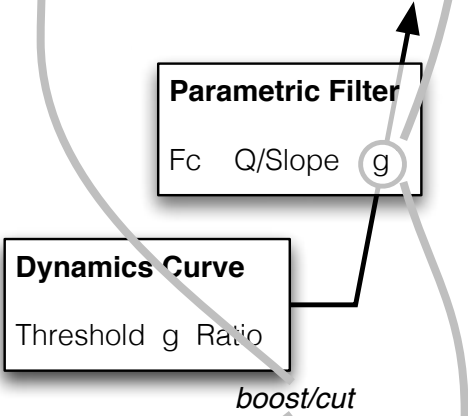 Parametric Filter
Fc Q/Slope g
Dynamics Curve
Threshold g Ratio
boost/cut